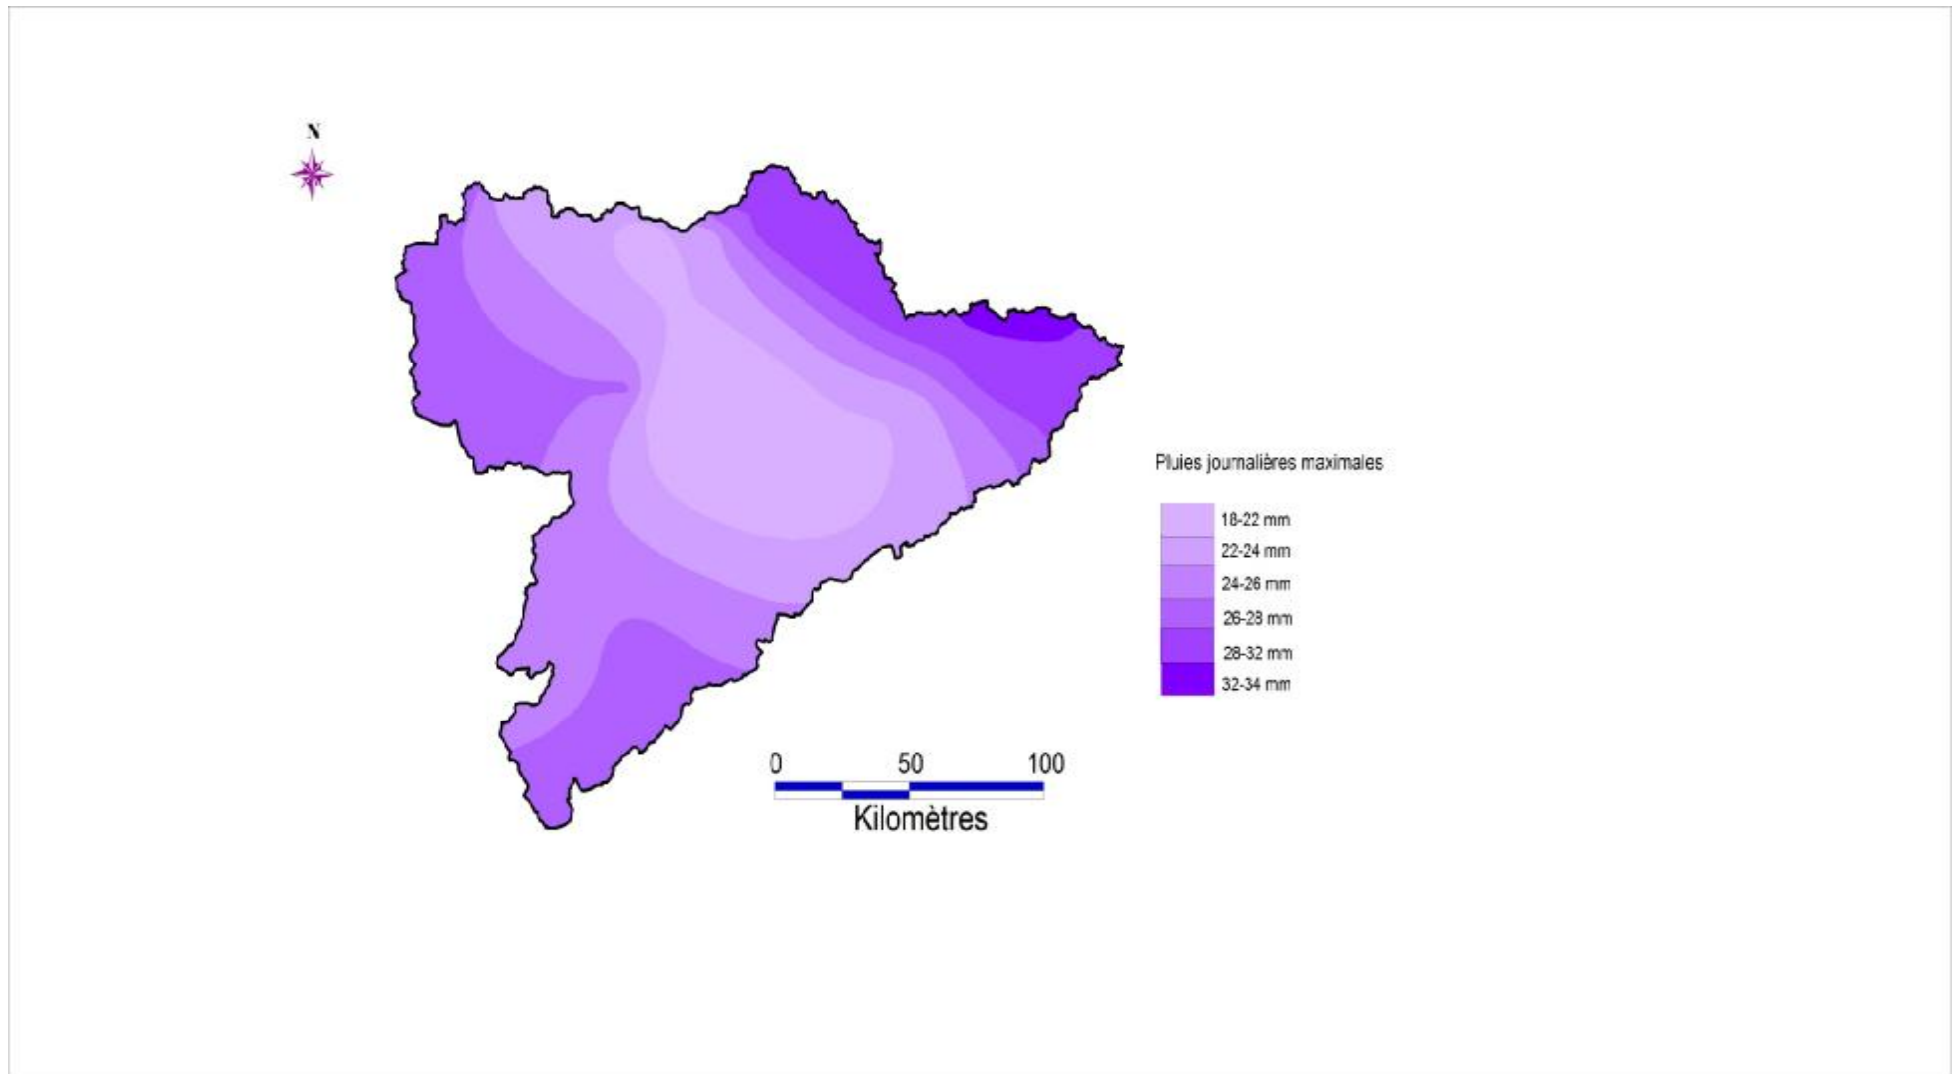 N
Pluies journalières maximales
18-22 mm
22-24 mm
24-26 mm
26-28 mm
28-32 mm
32-34 mm
0 50 100
Kilomètres